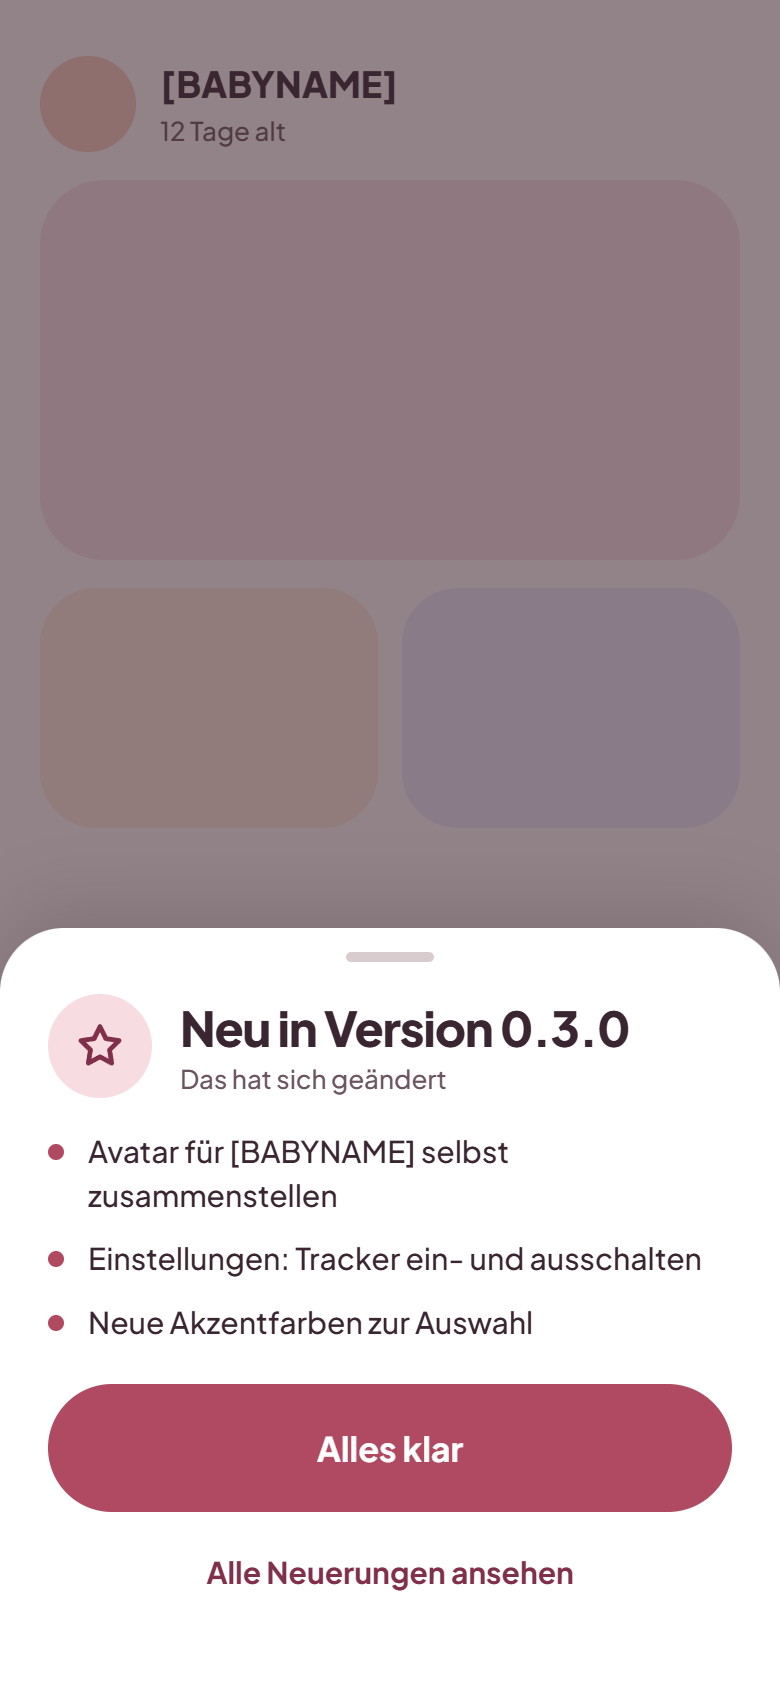 [BABYNAME]
12 Tage alt
Neu in Version 0.3.0
Das hat sich geändert
Avatar für [BABYNAME] selbst
zusammenstellen
Einstellungen: Tracker ein- und ausschalten
Neue Akzentfarben zur Auswahl
Alles klar
Alle Neuerungen ansehen